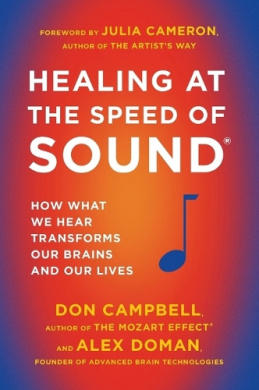 FOREWORD BY JULIA CAMERON,
AUTHOR OF THE ARTIST'S WAY
HEALING AT
THE SPEED OF
SOUND®
HOW WHAT
WE HEAR
TRANSFORMS
OUR BRAINS
AND OUR LIVES
DON CAMPBELL,
AUTHOR OF THE MOZART EFFECT®
AND ALEX DOMAN,
FOUNDER OF ADVANCED BRAIN TECHNOLOGIES